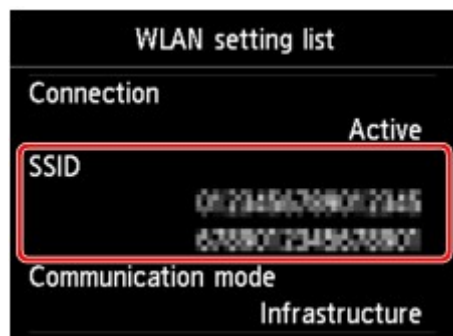 WLAN setting list
Connection
Active
SSID
Communication mode
Infrastructure